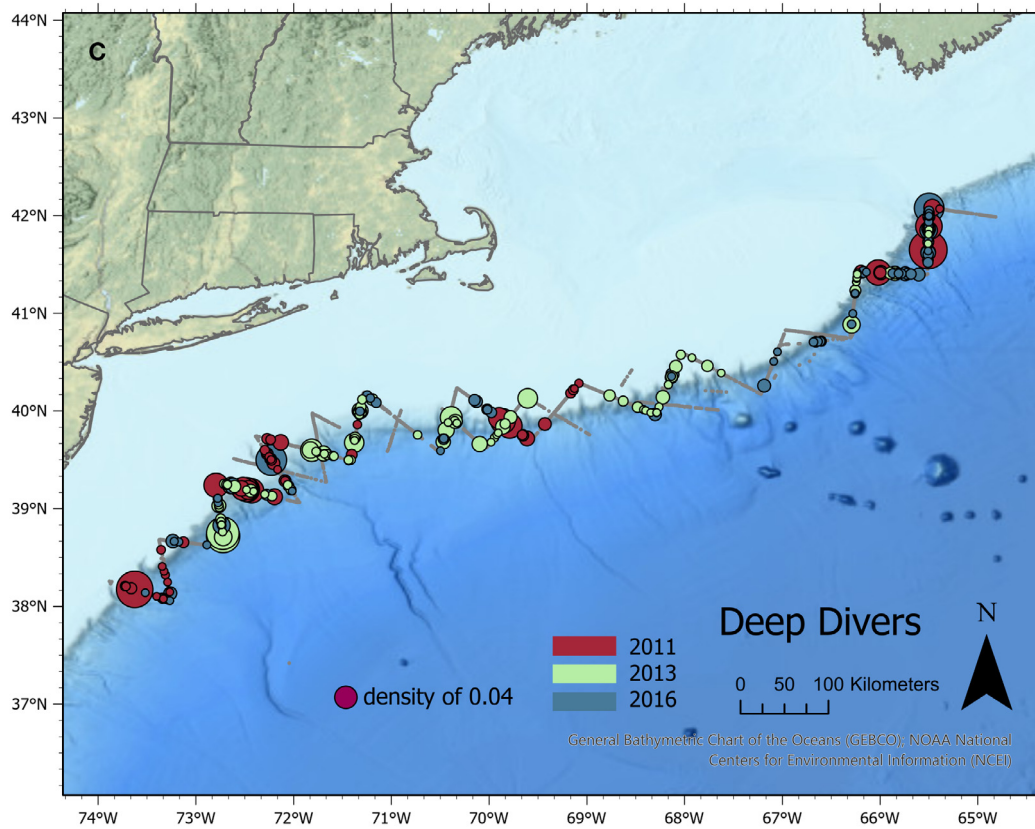 C
44°N
43°N
42°N
41°N
40°N
39°N
38°N
37°N
Deep Divers
N
2011
2013
2016
0 50 100 Kilometers
density of 0.04
General Bathymetric Chart of the Oceans (GEBCO); NOAA National
Centers for Environmental Information (NCEI)
74°W 73°W 72°W 71°W 70°W 69°W 68°W 67°W 66°W 65°W